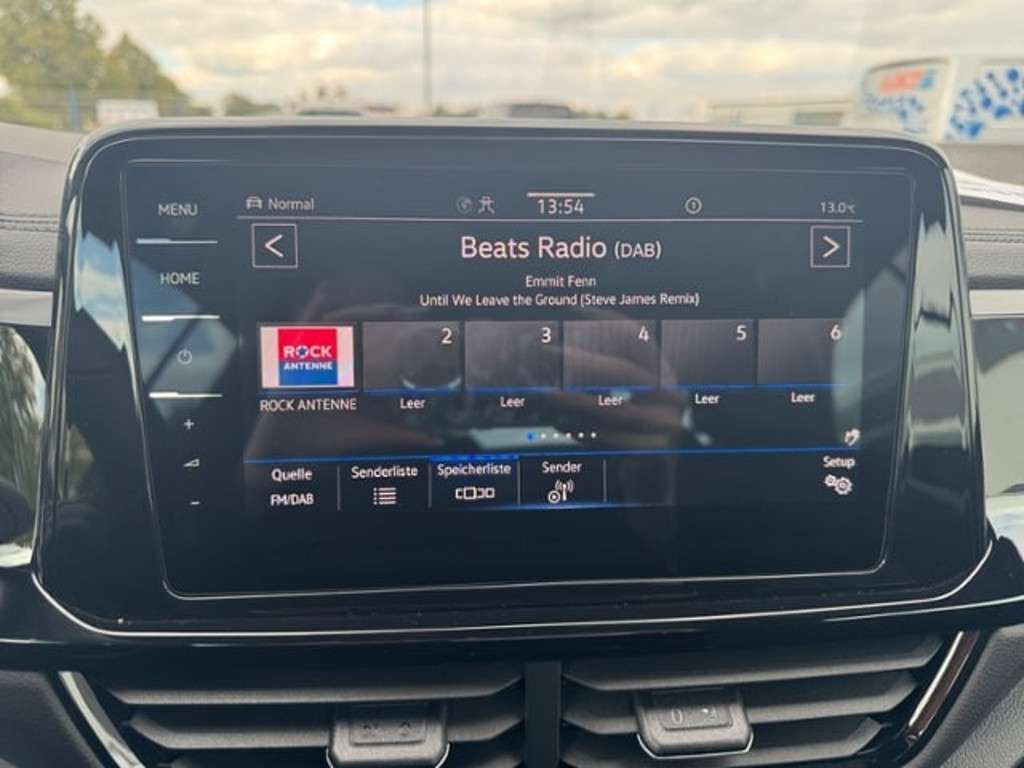 MENU
HOME
+
-
Normal
13:54
13.0°C
<
Beats Radio (DAB)
>
Emmit Fenn
Until We Leave the Ground (Steve James Remix)
ROCK
ANTENNE
2
3
4
5
6
ROCK ANTENNE
Leer
Leer
Leer
Leer
Leer
Quelle
FM/DAB
Senderliste
Speicherliste
Sender
Setup
0